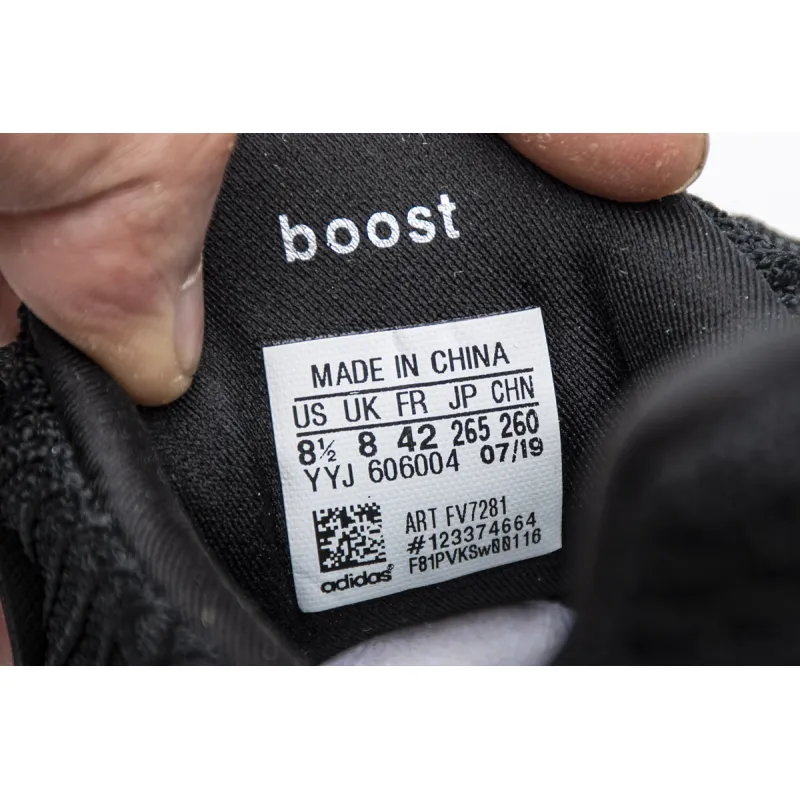 boost
MADE IN CHINA
US UK FR JP CHN
8½ 8 42 265 260
YYJ 606004 07/19
ART FV7281
#123374664
F81PVKSw00116
adidas®